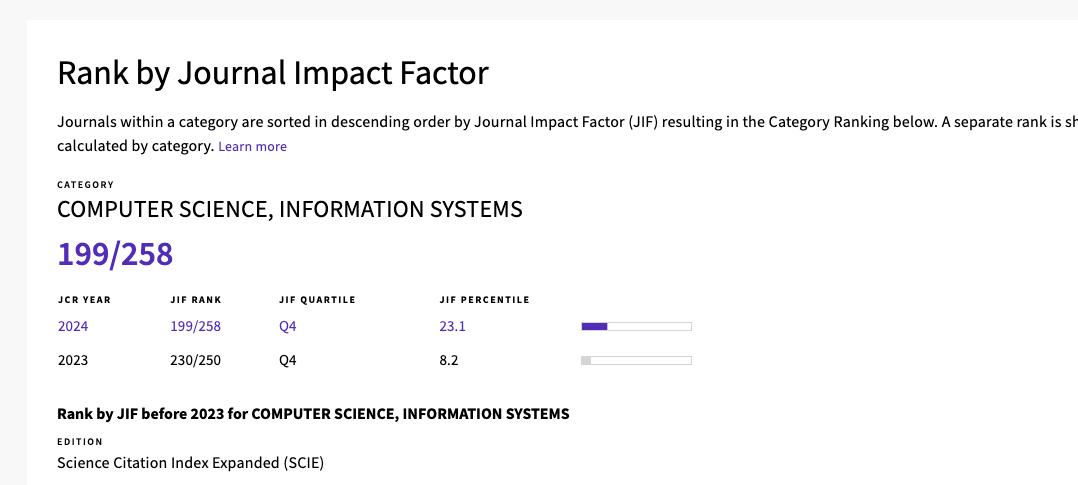 Rank by Journal Impact Factor
Journals within a category are sorted in descending order by Journal Impact Factor (JIF) resulting in the Category Ranking below. A separate rank is
calculated by category. Learn more
CATEGORY
COMPUTER SCIENCE, INFORMATION SYSTEMS
199/258
JCR YEAR JIF RANK JIF QUARTILE JIF PERCENTILE
2024 199/258 Q4 23.1
2023 230/250 Q4 8.2
Rank by JIF before 2023 for COMPUTER SCIENCE, INFORMATION SYSTEMS
EDITION
Science Citation Index Expanded (SCIE)